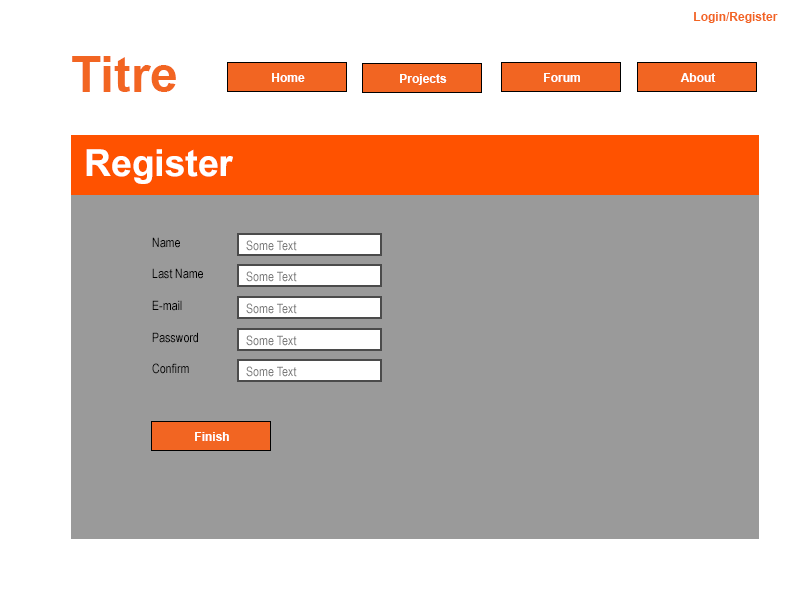 Login/Register
Titre
Home
Projects
Forum
About
Register
Name
Some Text
Last Name
Some Text
E-mail
Some Text
Password
Some Text
Confirm
Some Text
Finish